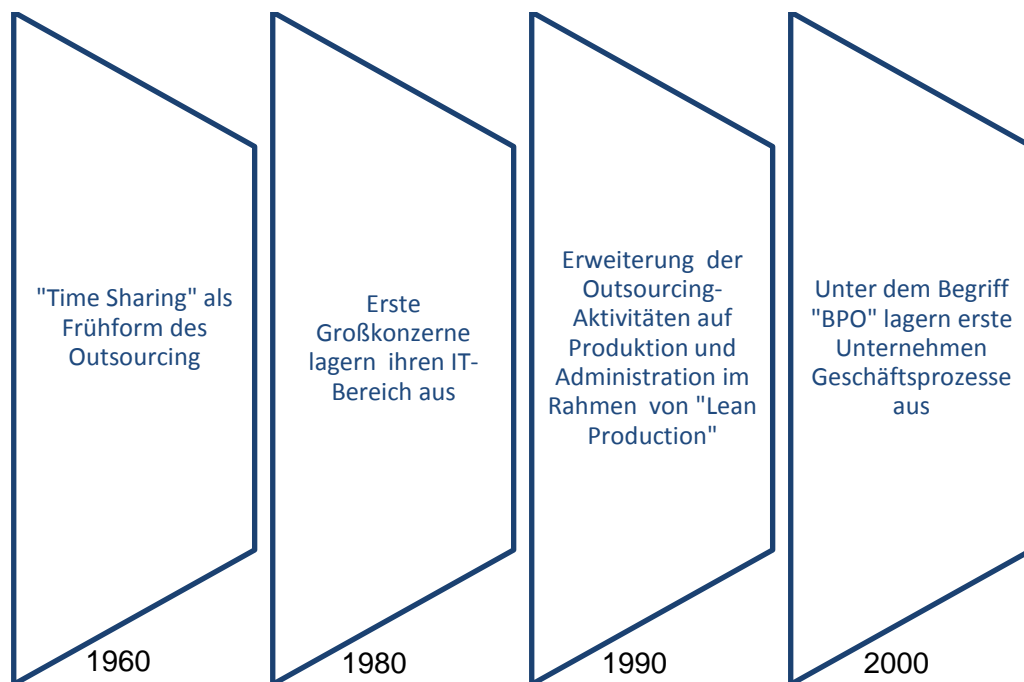 "Time Sharing" als
Frühform des
Outsourcing
1960
Erste
Großkonzerne
lagern ihren IT-
Bereich aus
1980
Erweiterung der
Outsourcing-
Aktivitäten auf
Produktion und
Administration im
Rahmen von "Lean
Production"
1990
Unter dem Begriff
"BPO" lagern erste
Unternehmen
Geschäftsprozesse
aus
2000